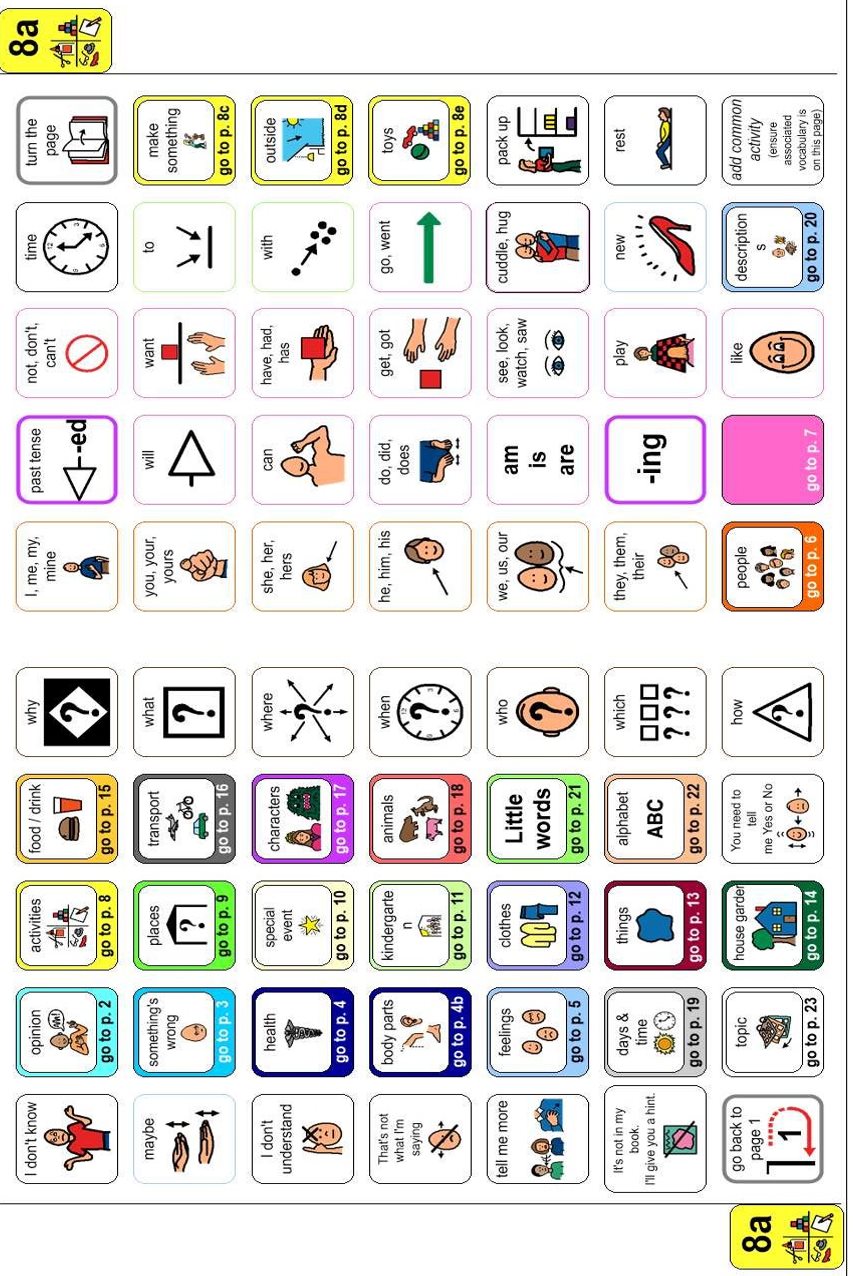 8a
I don't know
opinion
go to p. 2
activities
go to p. 8
food / drink
go to p. 15
why
?
I, me, my,
mine
past tense
-ed
not, don't,
can't
time
turn the
page
maybe
something's
wrong
go to p. 3
places
?
go to p. 9
transport
go to p. 16
what
?
you, your,
yours
will
want
to
make
something
go to p. 8c
I don't
understand
health
go to p. 4
special
event
go to p. 10
characters
go to p. 17
where
?
she, her,
hers
can
have, had,
has
with
outside
go to p. 8d
That's not
what I'm
saying
body parts
go to p. 4b
kindergarte
n
go to p. 11
animals
go to p. 18
when
?
he, him, his
do, did,
does
get, got
go, went
toys
go to p. 8e
tell me more
feelings
go to p. 5
clothes
go to p. 12
Little
words
go to p. 21
who
?
we, us, our
am
is
are
see, look,
watch, saw
cuddle, hug
pack up
It's not in my
book.
I'll give you a hint.
days &
time
go to p. 19
things
go to p. 13
alphabet
ABC
go to p. 22
which
? ? ?
they, them,
their
-ing
play
new
rest
go back to
page 1
1
topic
go to p. 23
house garden
go to p. 14
You need to
tell
me Yes or No
how
?
people
go to p. 6
go to p. 7
like
description
s
go to p. 20
add common
activity
(ensure
associated
vocabulary is
on this page)
8a